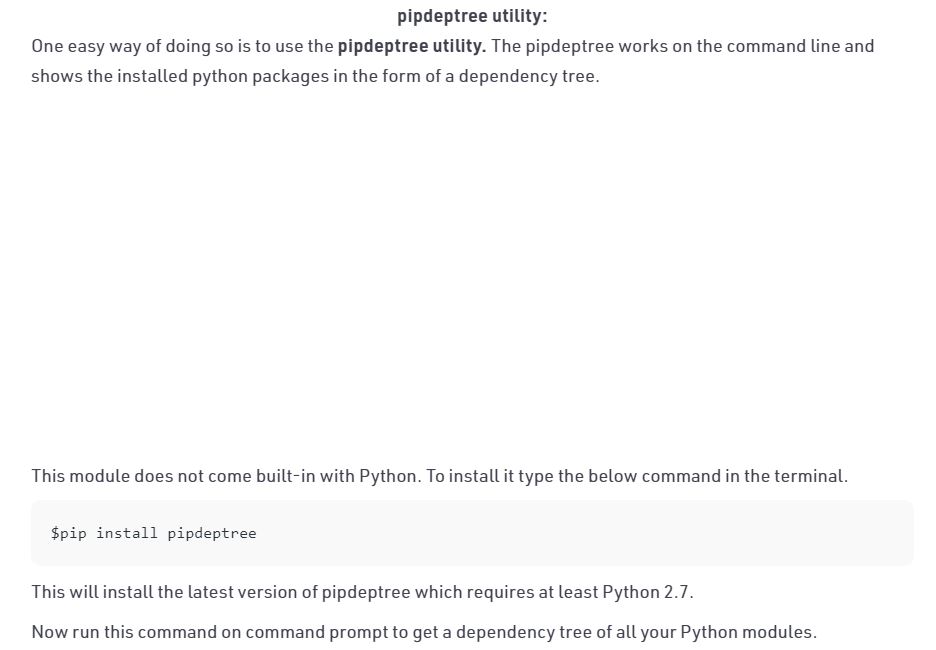 pipdeptree utility:
One easy way of doing so is to use the pipdeptree utility. The pipdeptree works on the command line and
shows the installed python packages in the form of a dependency tree.
This module does not come built-in with Python. To install it type the below command in the terminal.
$pip install pipdeptree
This will install the latest version of pipdeptree which requires at least Python 2.7.
Now run this command on command prompt to get a dependency tree of all your Python modules.